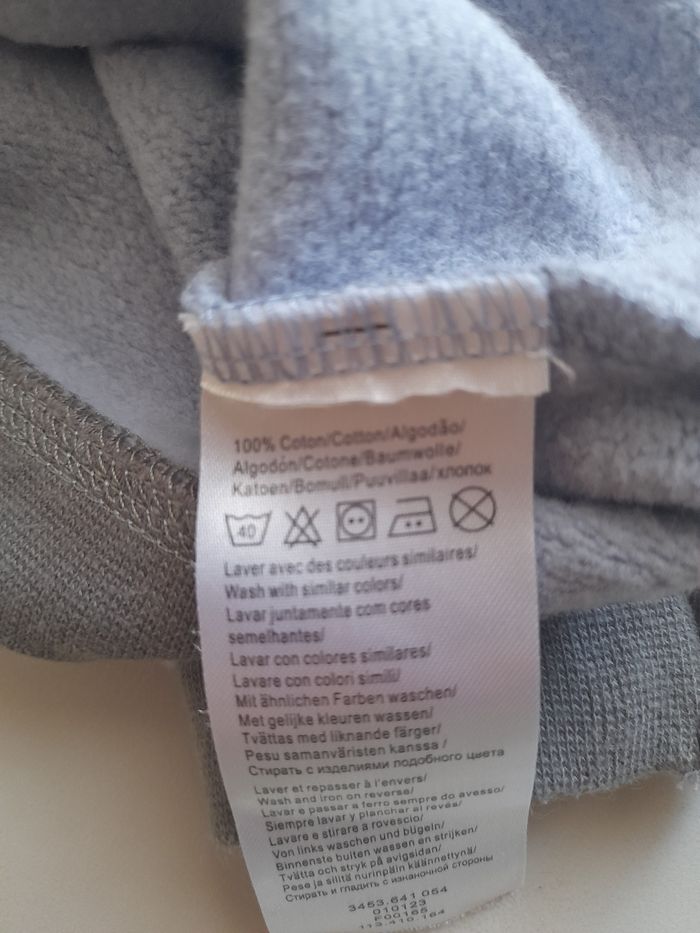 100% Coton/Cotton/Algodão/
Algodón/Cotone/Baumwolle/
Katoen/Bomull/Puuvillaa/хлопок
40
Laver avec des couleurs similaires/
Wash with similar colors/
Lavar juntamente com cores
semelhantes/
Lavar con colores similares/
Lavare con colori simili/
Mit ähnlichen Farben waschen/
Met gelijke kleuren wassen/
Tvättas med liknande färger/
Pesu samanväristen kanssa /
Стирать с изделиями подобного цвета
Laver et repasser à l'envers/
Wash and iron on reverse/
Lavar e passar a ferro sempre do avesso/
Siempre lavar y planchar al revés/
Lavare e stirare a rovescio/
Von links waschen und bügeln/
Binnenste buiten wassen en strijken/
Tvätta och stryk på avigsidan/
Pese ja silitä nurinpäin käännettynä/
Стирать и гладить с изнаночной стороны
3453.641 054
010123
F00165
113.410.164